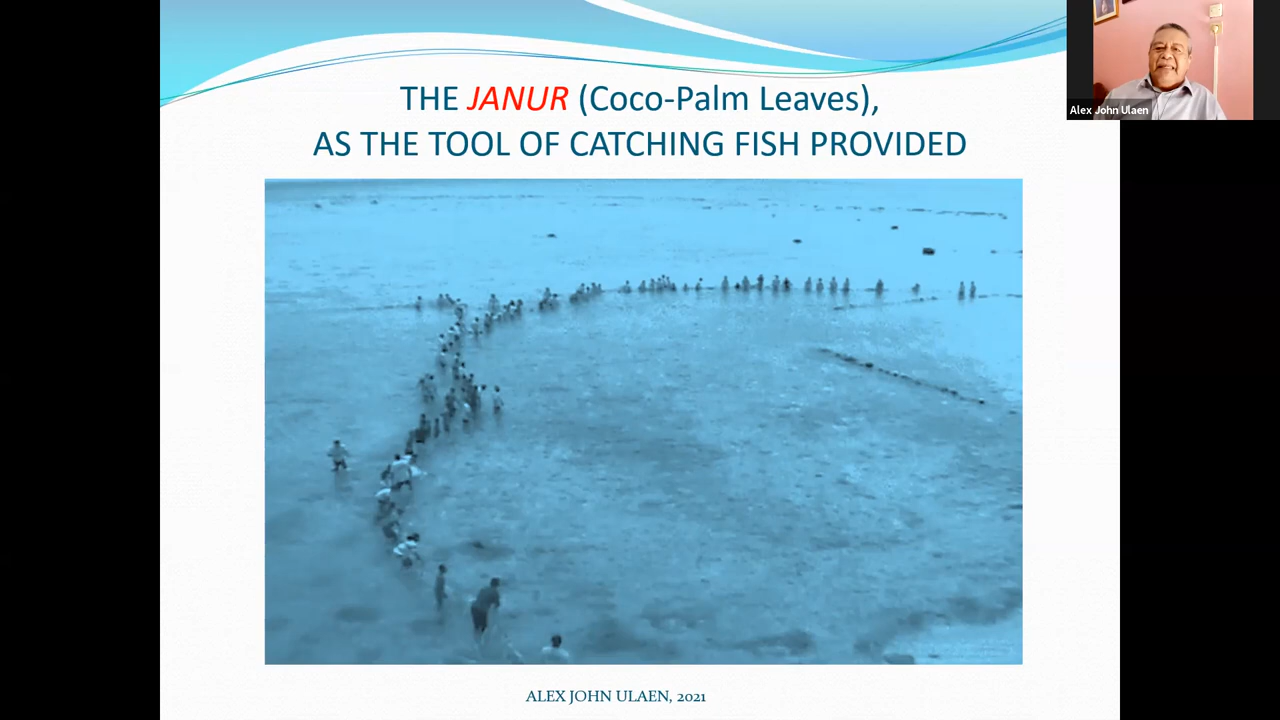 THE JANUR (Coco-Palm Leaves),
AS THE TOOL OF CATCHING FISH PROVIDED
ALEX JOHN ULAEN, 2021
Alex John Ulaen